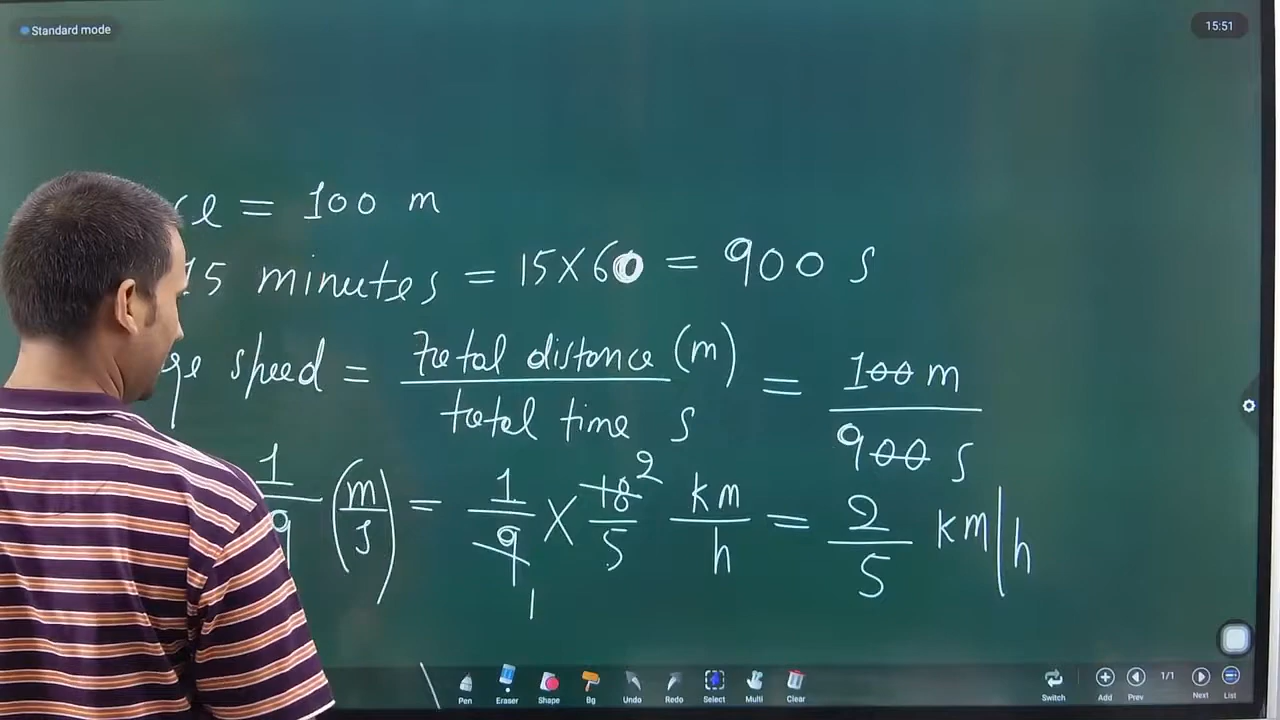 Standard mode
15:51
ce = 100 m
15 minutes = 15×60 = 900 s
ge speed = total distance (m) / total time s = 100 m / 900 s
1/9 (m/s) = 1/9 1 × 18 2/5 km/h = 2/5 km/h
Pen Eraser Shape Bg Undo Redo Select Multi Clear Switch Add Prev 1/1 Next List